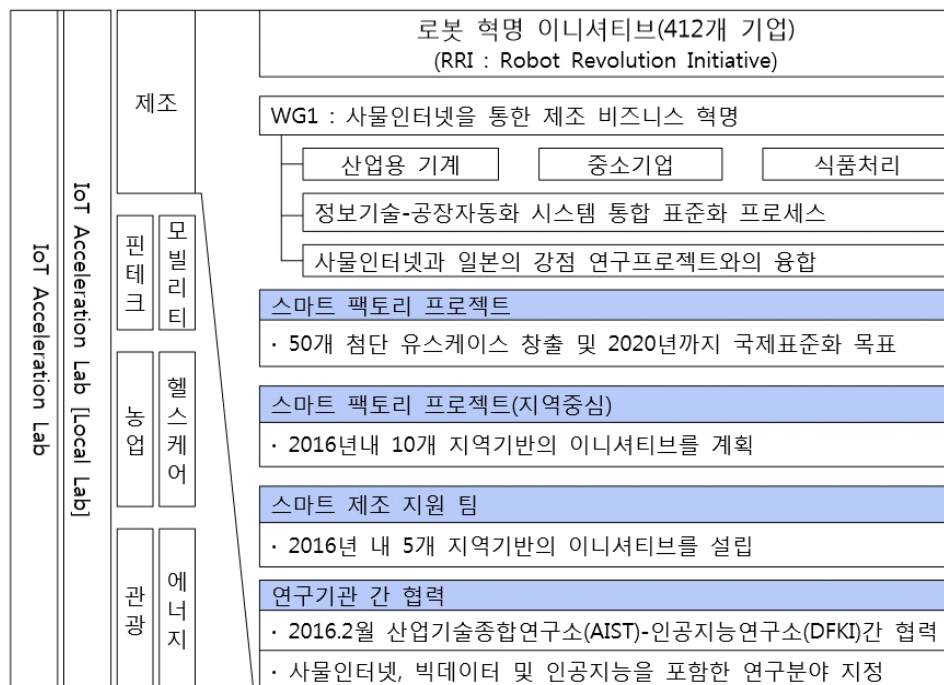 IoT Acceleration Lab
IoT Acceleration Lab [Local Lab]
제조
핀테크
모빌리티
농업
헬스케어
관광
에너지
로봇 혁명 이니셔티브(412개 기업)
(RRI : Robot Revolution Initiative)
WG1 : 사물인터넷을 통한 제조 비즈니스 혁명
산업용 기계
중소기업
식품처리
정보기술-공장자동화 시스템 통합 표준화 프로세스
사물인터넷과 일본의 강점 연구프로젝트와의 융합
스마트 팩토리 프로젝트
· 50개 첨단 유스케이스 창출 및 2020년까지 국제표준화 목표
스마트 팩토리 프로젝트(지역중심)
· 2016년내 10개 지역기반의 이니셔티브를 계획
스마트 제조 지원 팀
· 2016년 내 5개 지역기반의 이니셔티브를 설립
연구기관 간 협력
· 2016.2월 산업기술종합연구소(AIST)-인공지능연구소(DFKI)간 협력
· 사물인터넷, 빅데이터 및 인공지능을 포함한 연구분야 지정